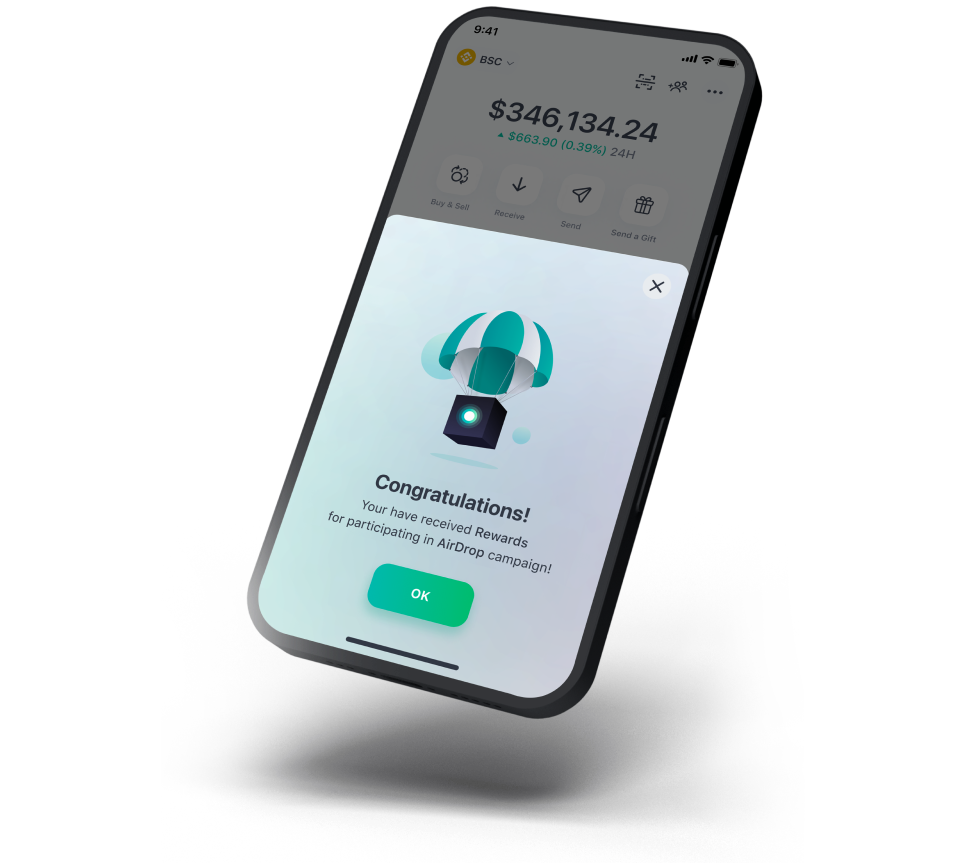 9:41
BSC
$346,134.24
$663.90 (0.39%) 24H
Buy & Sell
Receive
Send
Send a Gift
Congratulations!
Your have received Rewards
for participating in AirDrop campaign!
OK